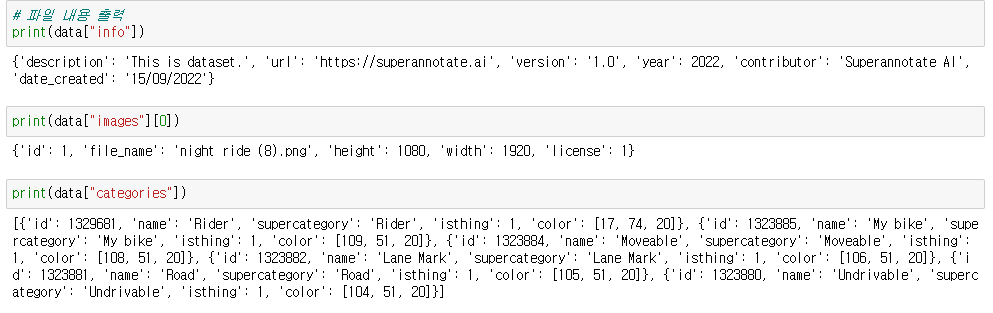 # 파일 내용 출력
print(data["info"])
{'description': 'This is dataset.', 'url': 'https://superannotate.ai', 'version': '1.0', 'year': 2022, 'contributor': 'Superannotate AI',
'date_created': '15/09/2022'}
print(data["images"][0])
{'id': 1, 'file_name': 'night ride (8).png', 'height': 1080, 'width': 1920, 'license': 1}
print(data["categories"])
[{'id': 1329681, 'name': 'Rider', 'supercategory': 'Rider', 'isthing': 1, 'color': [17, 74, 20]}, {'id': 1323885, 'name': 'My bike', 'supe
rcategory': 'My bike', 'isthing': 1, 'color': [109, 51, 20]}, {'id': 1323884, 'name': 'Moveable', 'supercategory': 'Moveable', 'isthing':
1, 'color': [108, 51, 20]}, {'id': 1323882, 'name': 'Lane Mark', 'supercategory': 'Lane Mark', 'isthing': 1, 'color': [106, 51, 20]}, {'i
d': 1323881, 'name': 'Road', 'supercategory': 'Road', 'isthing': 1, 'color': [105, 51, 20]}, {'id': 1323880, 'name': 'Undrivable', 'superc
ategory': 'Undrivable', 'isthing': 1, 'color': [104, 51, 20]}]